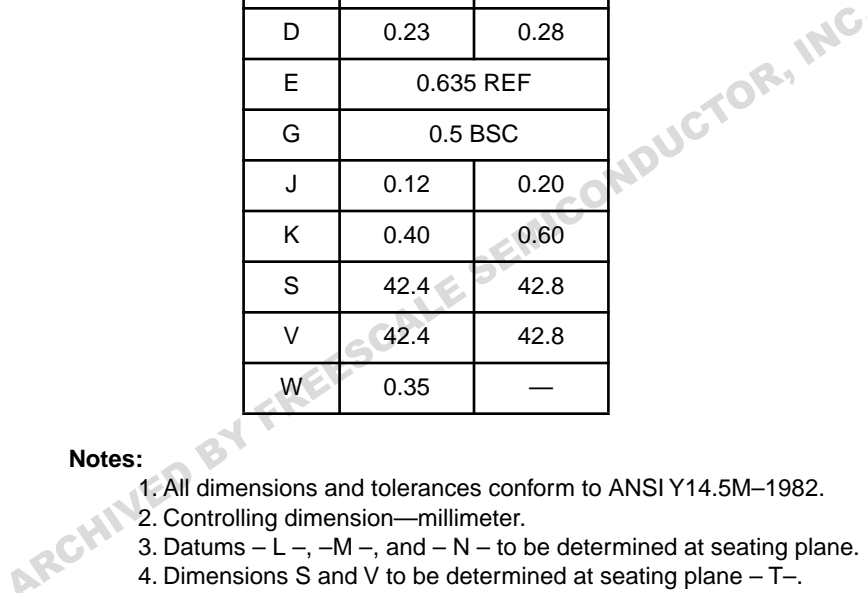 D 0.23 0.28
E 0.635 REF
G 0.5 BSC
J 0.12 0.20
K 0.40 0.60
S 42.4 42.8
V 42.4 42.8
W 0.35 —
Notes:
1. All dimensions and tolerances conform to ANSI Y14.5M–1982.
2. Controlling dimension—millimeter.
3. Datums – L –, –M –, and – N – to be determined at seating plane.
4. Dimensions S and V to be determined at seating plane – T–.
ARCHIVED BY FREESCALE SEMICONDUCTOR, INC.